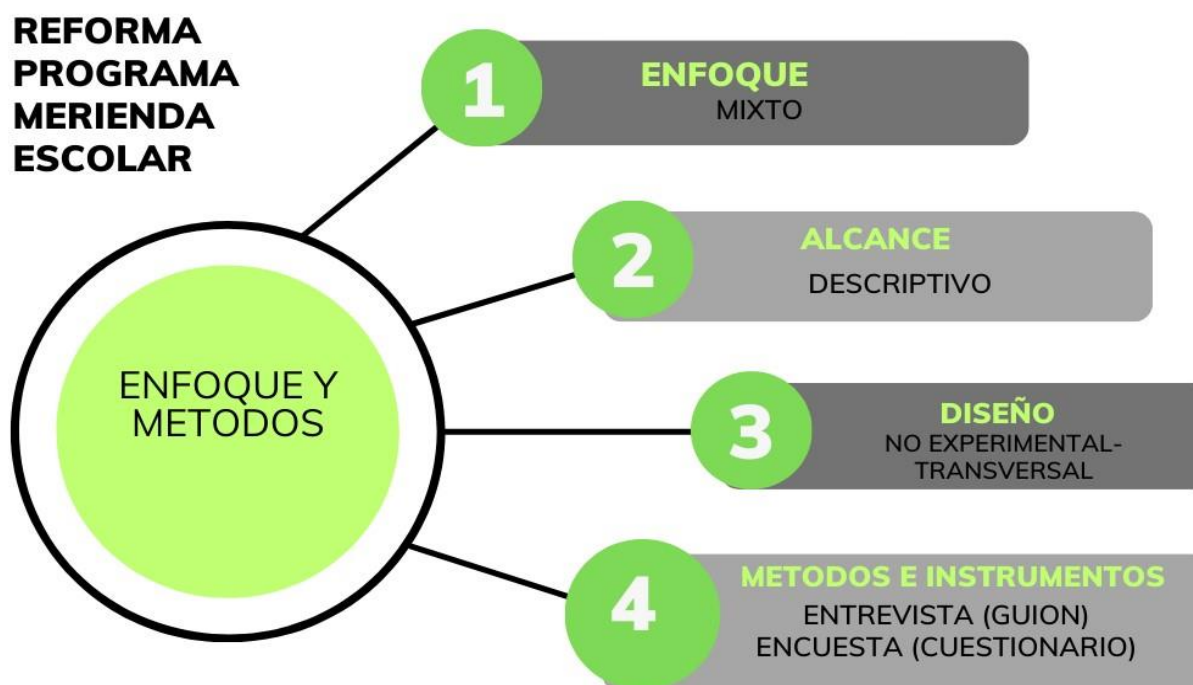 REFORMA
PROGRAMA
MERIENDA
ESCOLAR
ENFOQUE Y
METODOS
1
ENFOQUE
MIXTO
2
ALCANCE
DESCRIPTIVO
3
DISEÑO
NO EXPERIMENTAL-
TRANSVERSAL
4
METODOS E INSTRUMENTOS
ENTREVISTA (GUION)
ENCUESTA (CUESTIONARIO)